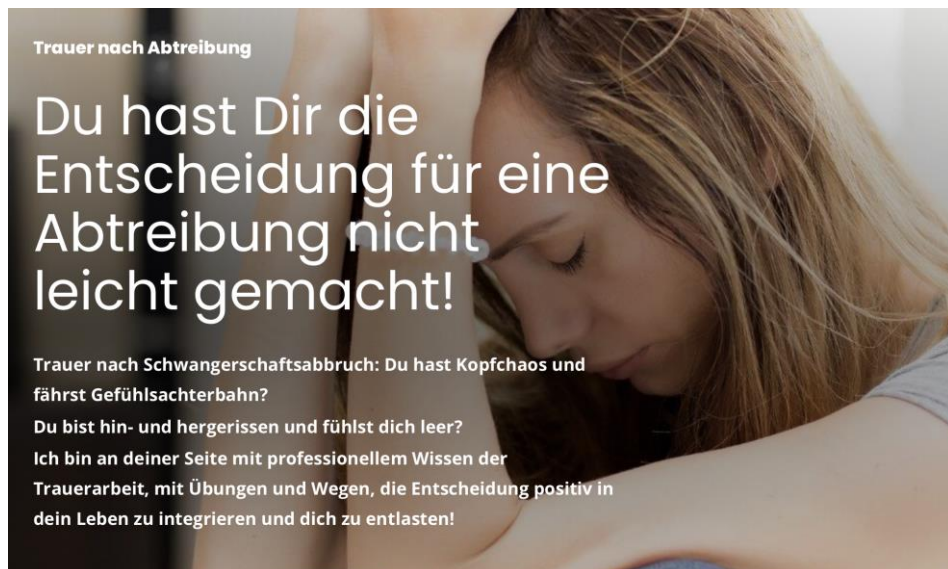 Trauer nach Abtreibung
Du hast Dir die
Entscheidung für eine
Abtreibung nicht
leicht gemacht!
Trauer nach Schwangerschaftsabbruch: Du hast Kopfchaos und
fährst Gefühlsachterbahn?
Du bist hin- und hergerissen und fühlst dich leer?
Ich bin an deiner Seite mit professionellem Wissen der
Trauerarbeit, mit Übungen und Wegen, die Entscheidung positiv in
dein Leben zu integrieren und dich zu entlasten!